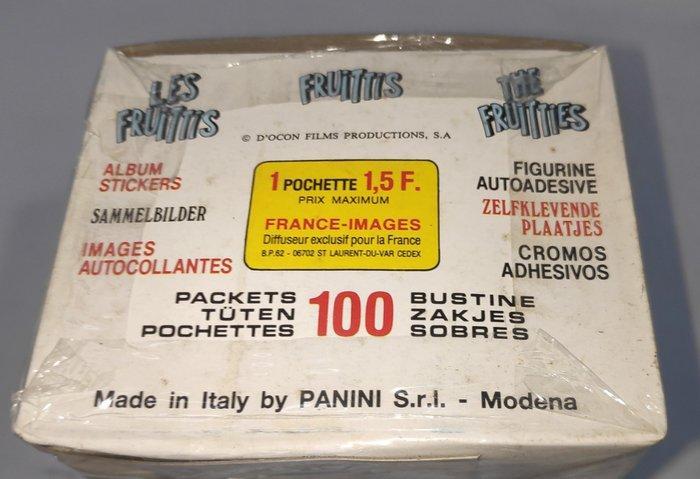 LES FRUITTIS
FRUITTIS
THE FRUITTIES
© D'OCON FILMS PRODUCTIONS, S.A
ALBUM
STICKERS
SAMMELBILDER
IMAGES
AUTOCOLLANTES
1 POCHETTE 1,5 F.
PRIX MAXIMUM
FRANCE-IMAGES
Diffuseur exclusif pour la France
B.P.62 - 06702 ST LAURENT-DU-VAR CEDEX
FIGURINE
AUTOADESIVE
ZELFKLEVENDE
PLAATJES
CROMOS
ADHESIVOS
PACKETS
TÜTEN
POCHETTES
100
BUSTINE
ZAKJES
SOBRES
Made in Italy by PANINI S.r.l. - Modena